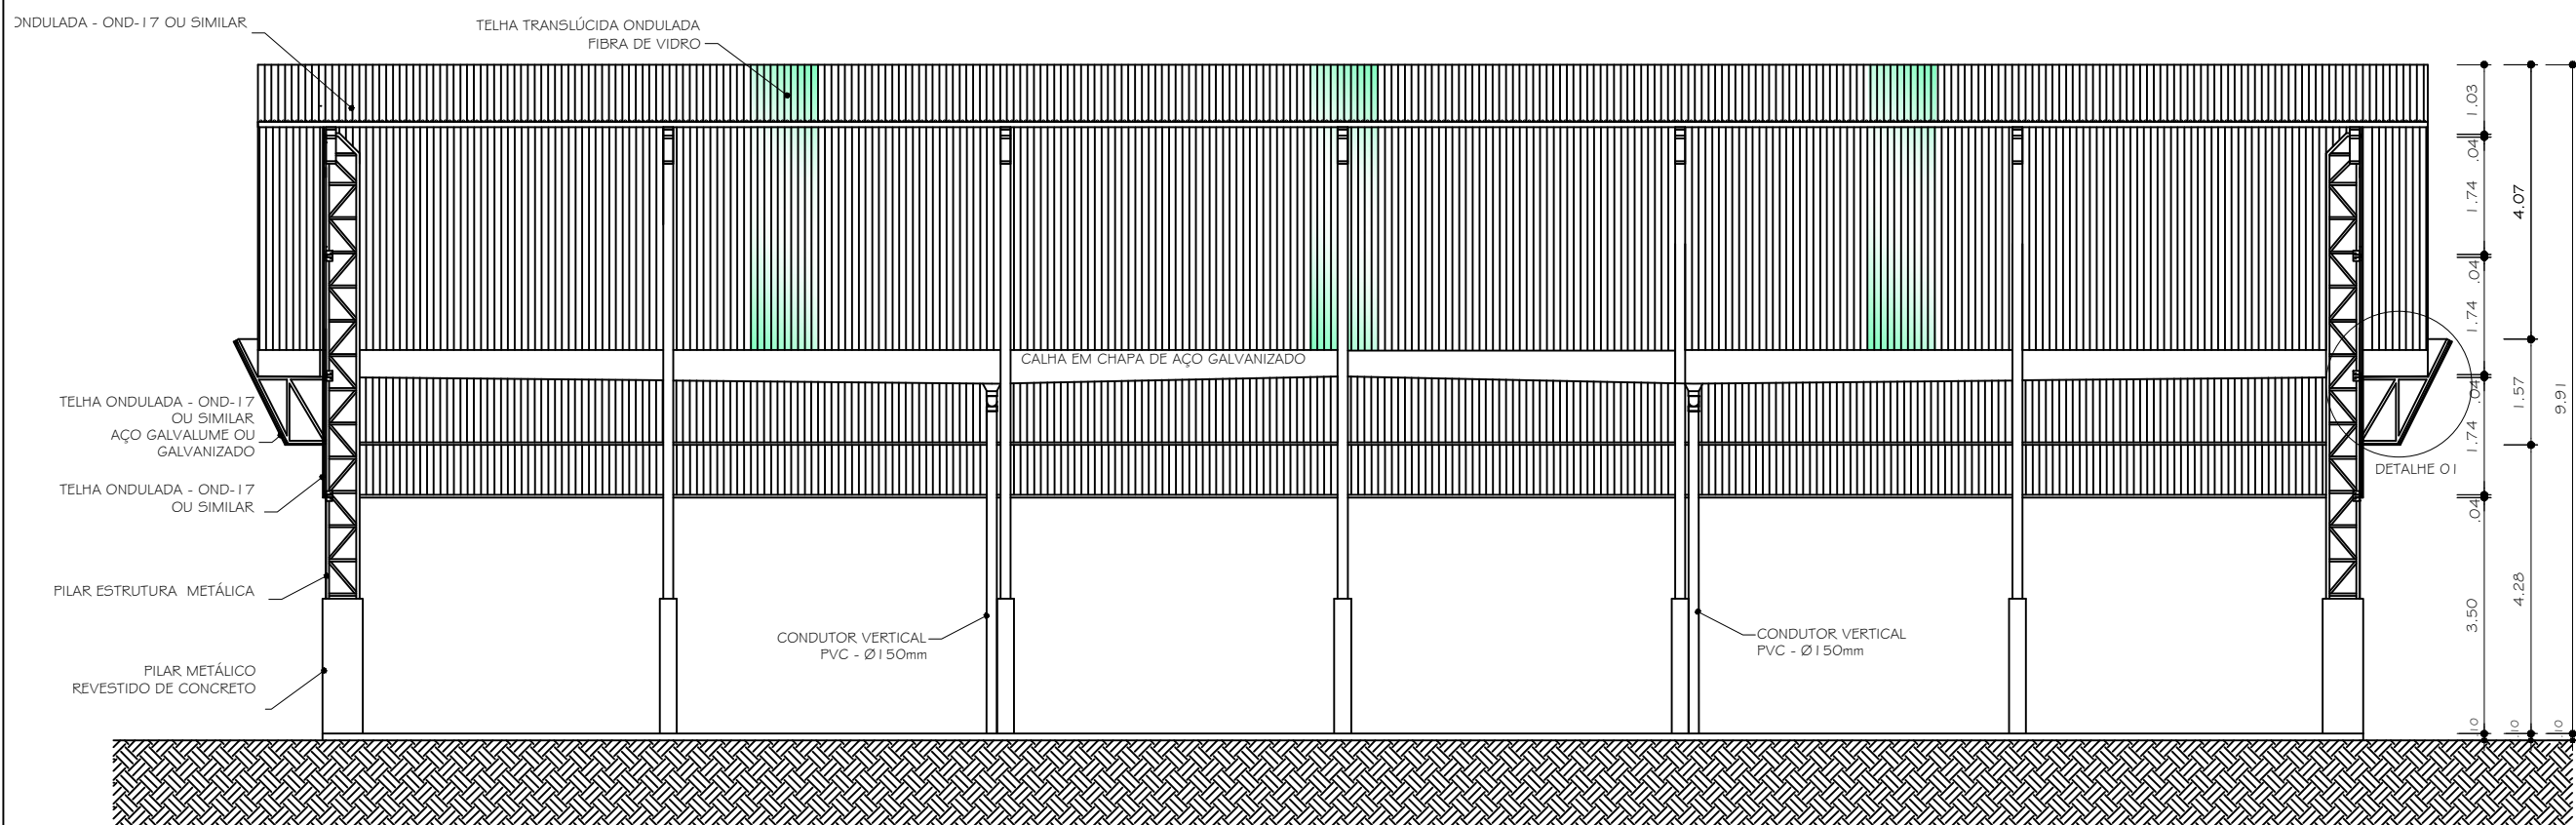 ONDULADA - OND-17 OU SIMILAR
TELHA TRANSLÚCIDA ONDULADA
FIBRA DE VIDRO
CALHA EM CHAPA DE AÇO GALVANIZADO
TELHA ONDULADA - OND-17
OU SIMILAR
AÇO GALVALUME OU
GALVANIZADO
TELHA ONDULADA - OND-17
OU SIMILAR
PILAR ESTRUTURA METÁLICA
PILAR METÁLICO
REVESTIDO DE CONCRETO
CONDUTOR VERTICAL
PVC - Ø150mm
CONDUTOR VERTICAL
PVC - Ø150mm
DETALHE 01
1.03
.04
1.74
.04
1.74
.04
1.74
.04
3.50
.10
4.07
1.57
4.28
.10
9.91
.10